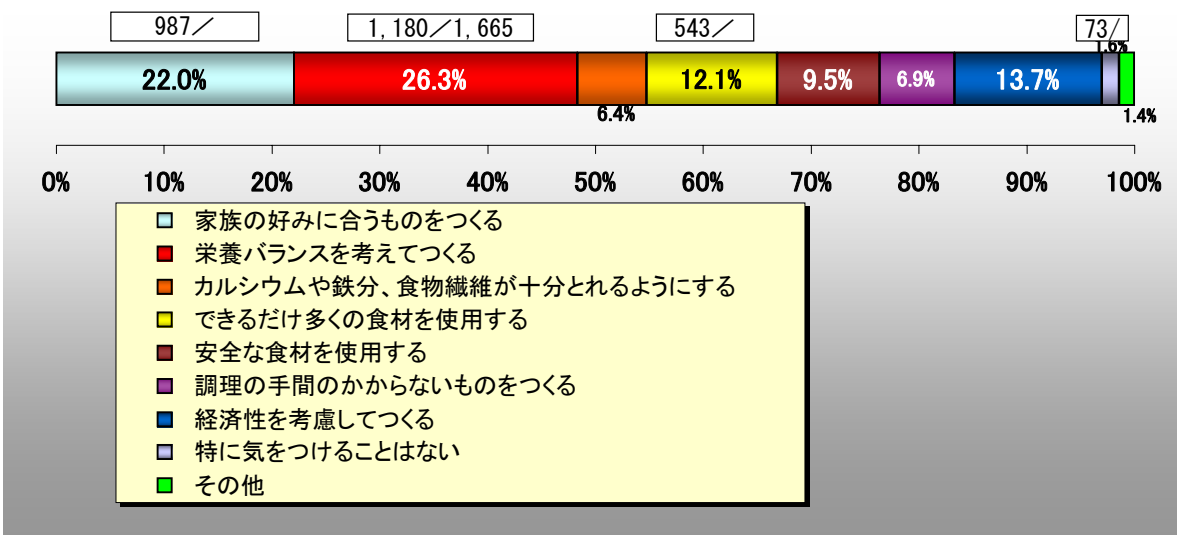 987／
1,180／1,665
543／
73/
1.6%
22.0%
26.3%
12.1%
9.5%
6.9%
13.7%
6.4%
1.4%
0%
10%
20%
30%
40%
50%
60%
70%
80%
90%
100%
家族の好みに合うものをつくる
栄養バランスを考えてつくる
カルシウムや鉄分、食物繊維が十分とれるようにする
できるだけ多くの食材を使用する
安全な食材を使用する
調理の手間のかからないものをつくる
経済性を考慮してつくる
特に気をつけることはない
その他